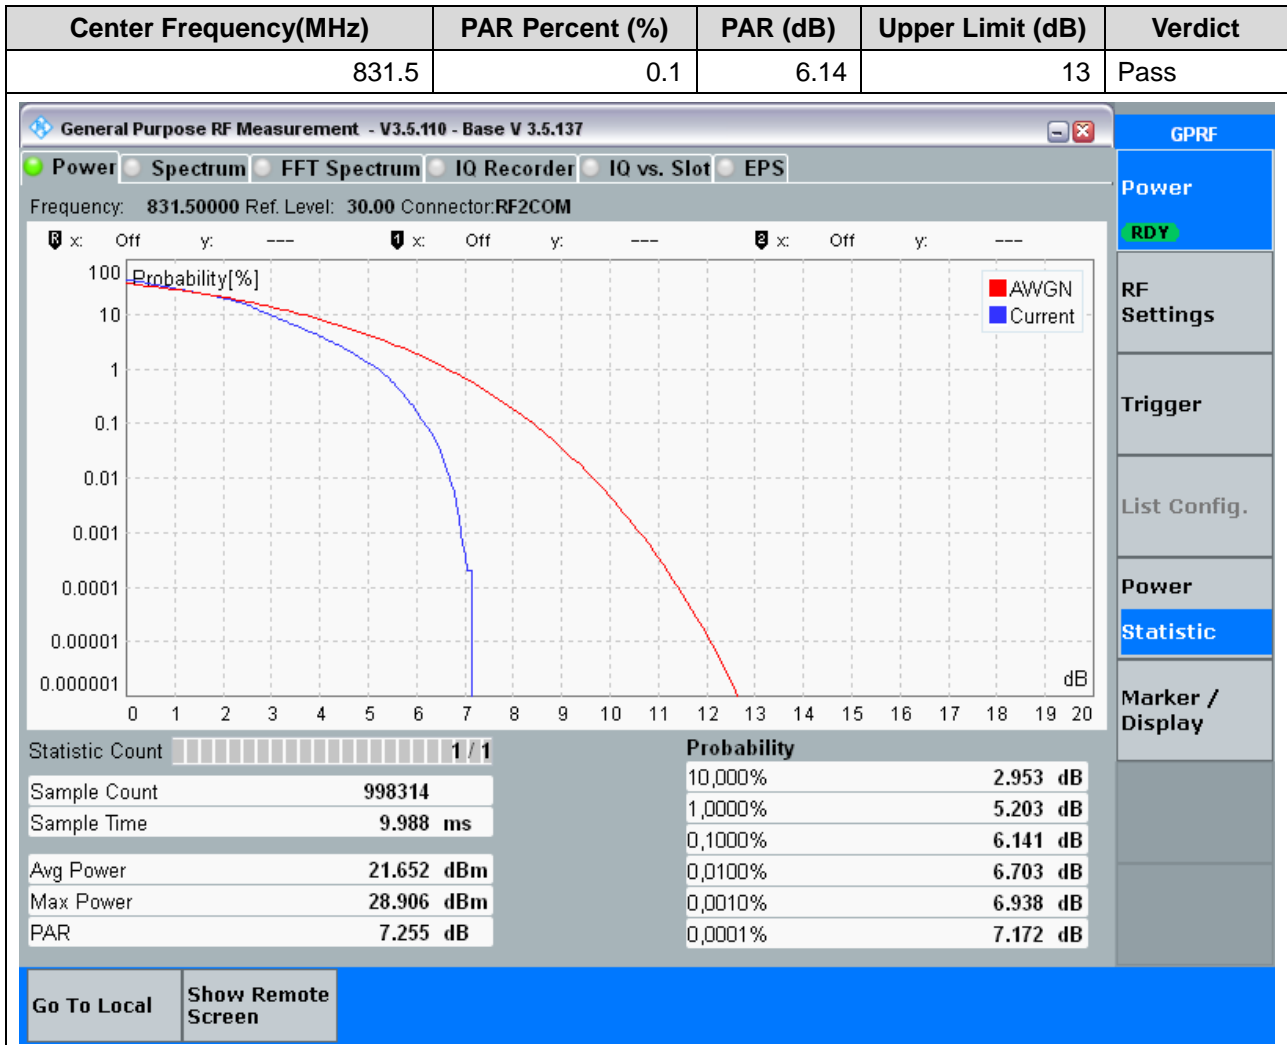 Center Frequency(MHz) PAR Percent (%) PAR (dB) Upper Limit (dB) Verdict
831.5 0.1 6.14 13 Pass
General Purpose RF Measurement - V3.5.110 - Base V 3.5.137
GPRF
Power Spectrum FFT Spectrum IQ Recorder IQ vs. Slot EPS
Frequency: 831.50000 Ref. Level: 30.00 Connector:RF2COM
R x: Off y: --- 1 x: Off y: --- 2 x: Off y: ---
Probability[%]
AWGN
Current
100
10
1
0.1
0.01
0.001
0.0001
0.00001
0.000001
dB
0 1 2 3 4 5 6 7 8 9 10 11 12 13 14 15 16 17 18 19 20
Statistic Count 1 / 1
Sample Count 998314
Sample Time 9.988 ms
Avg Power 21.652 dBm
Max Power 28.906 dBm
PAR 7.255 dB
Probability
10,000% 2.953 dB
1,0000% 5.203 dB
0,1000% 6.141 dB
0,0100% 6.703 dB
0,0010% 6.938 dB
0,0001% 7.172 dB
Power
RDY
RF
Settings
Trigger
List Config.
Power
Statistic
Marker /
Display
Go To Local
Show Remote
Screen